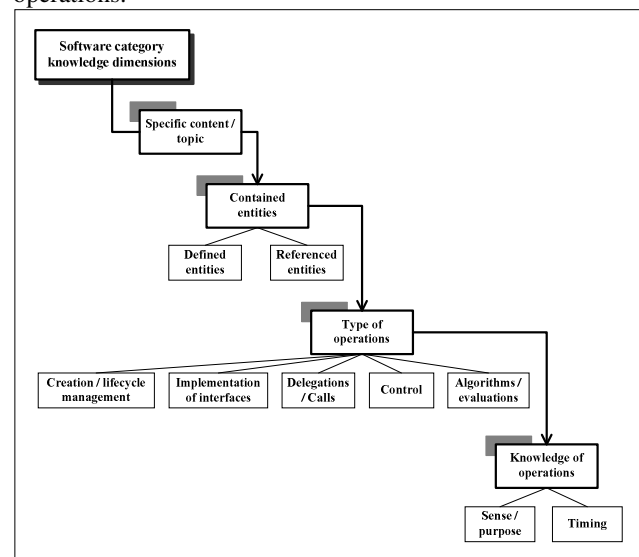 operations.
Software category
knowledge dimensions
Specific content /
topic
Contained
entities
Defined
entities
Referenced
entities
Type of
operations
Creation / lifecycle
management
Implementation
of interfaces
Delegations
/ Calls
Control
Algorithms /
evaluations
Knowledge of
operations
Sense /
purpose
Timing